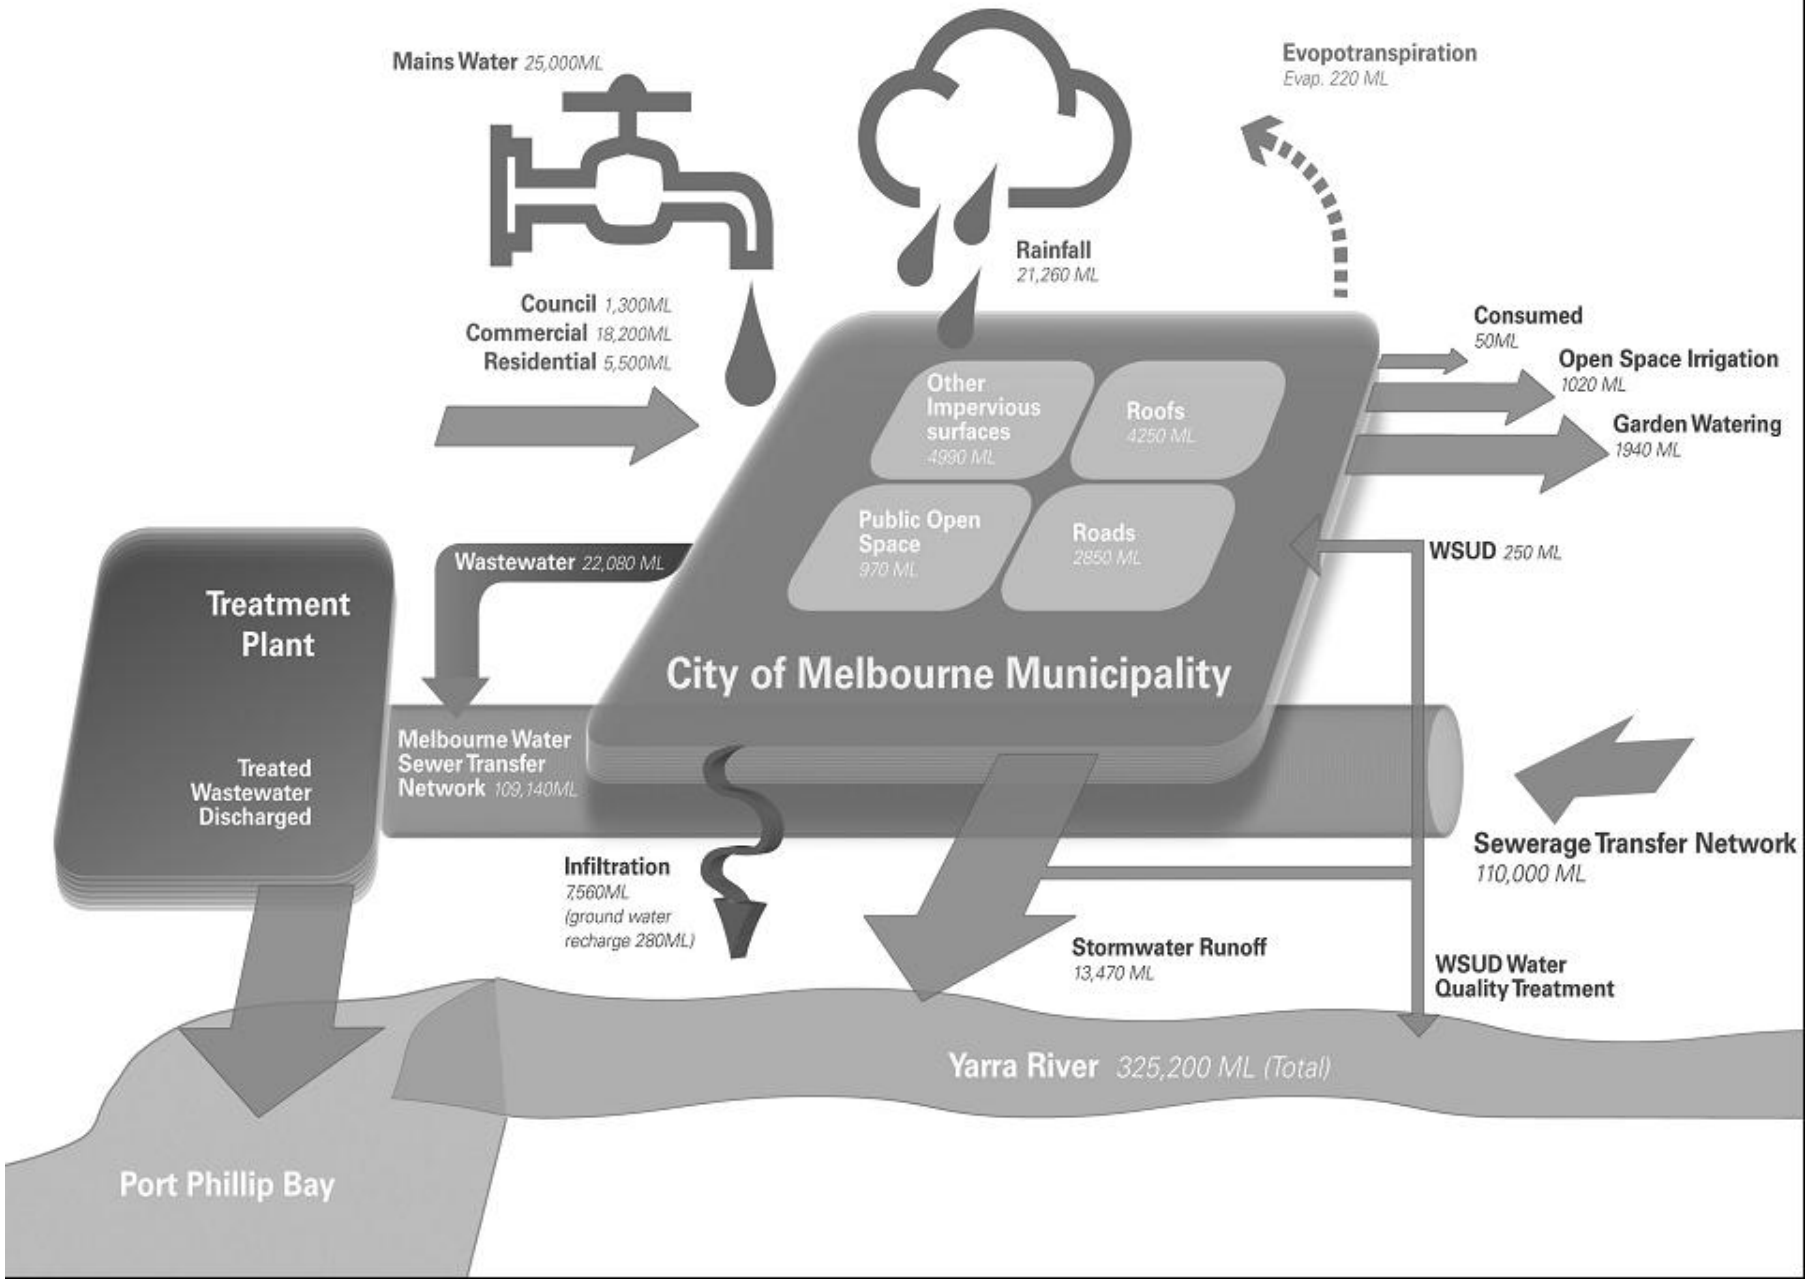 Mains Water 25,000ML
Evopotranspiration
Evap. 220 ML
Rainfall
21,260 ML
Council 1,300ML
Commercial 18,200ML
Residential 5,500ML
Consumed
50ML
Open Space Irrigation
1020 ML
Garden Watering
1940 ML
Other
Impervious
surfaces
4990 ML
Roofs
4250 ML
Public Open
Space
970 ML
Roads
2850 ML
WSUD 250 ML
Wastewater 22,080 ML
Treatment
Plant
City of Melbourne Municipality
Melbourne Water
Sewer Transfer
Network 109,140ML
Treated
Wastewater
Discharged
Sewerage Transfer Network
110,000 ML
Infiltration
7,560ML
(ground water
recharge 280ML)
Stormwater Runoff
13,470 ML
WSUD Water
Quality Treatment
Yarra River 325,200 ML (Total)
Port Phillip Bay